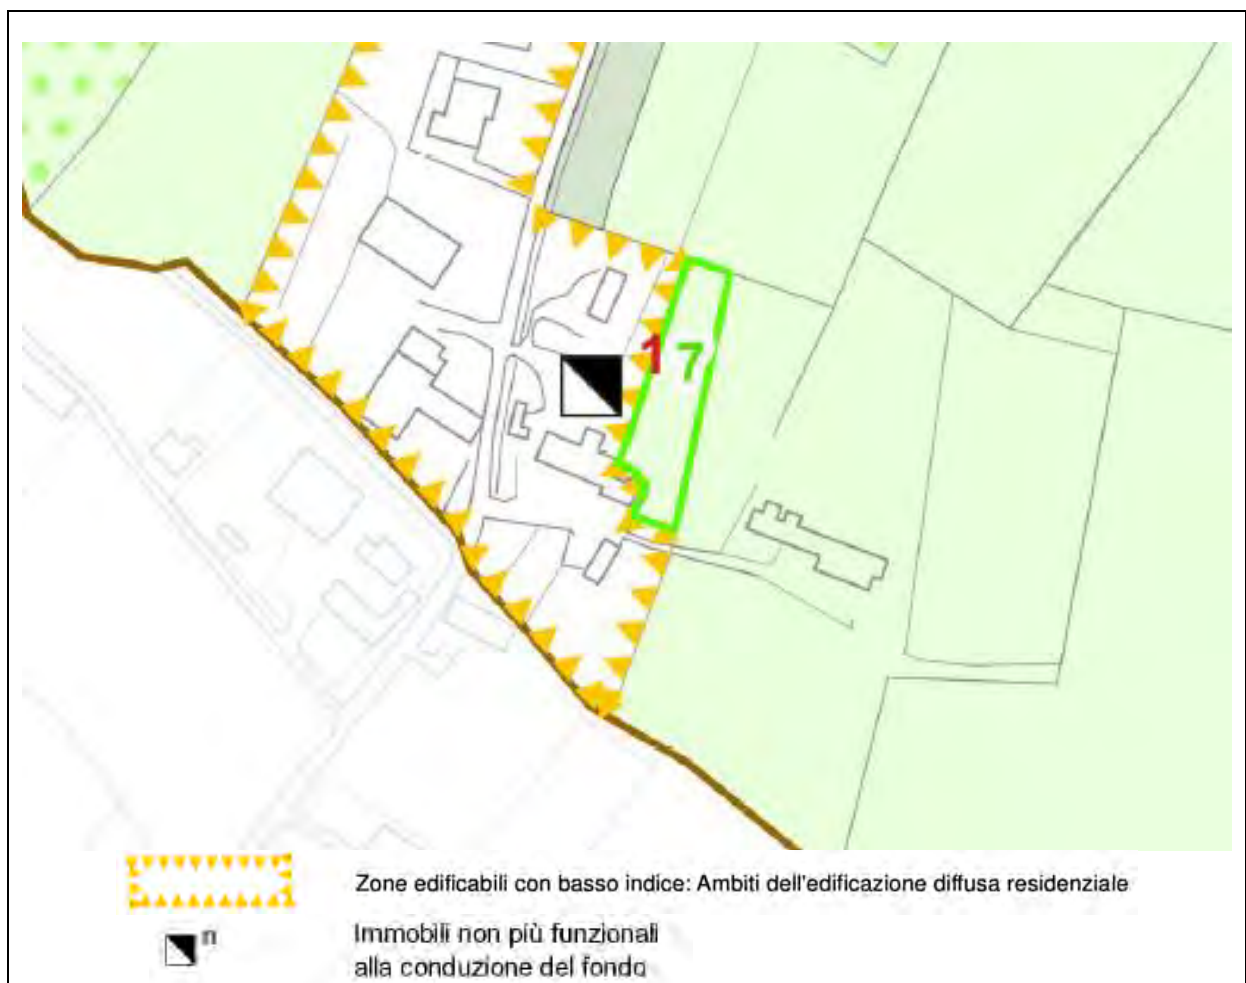 1 7
Zone edificabili con basso indice: Ambiti dell'edificazione diffusa residenziale
n
Immobili non più funzionali
alla conduzione del fondo